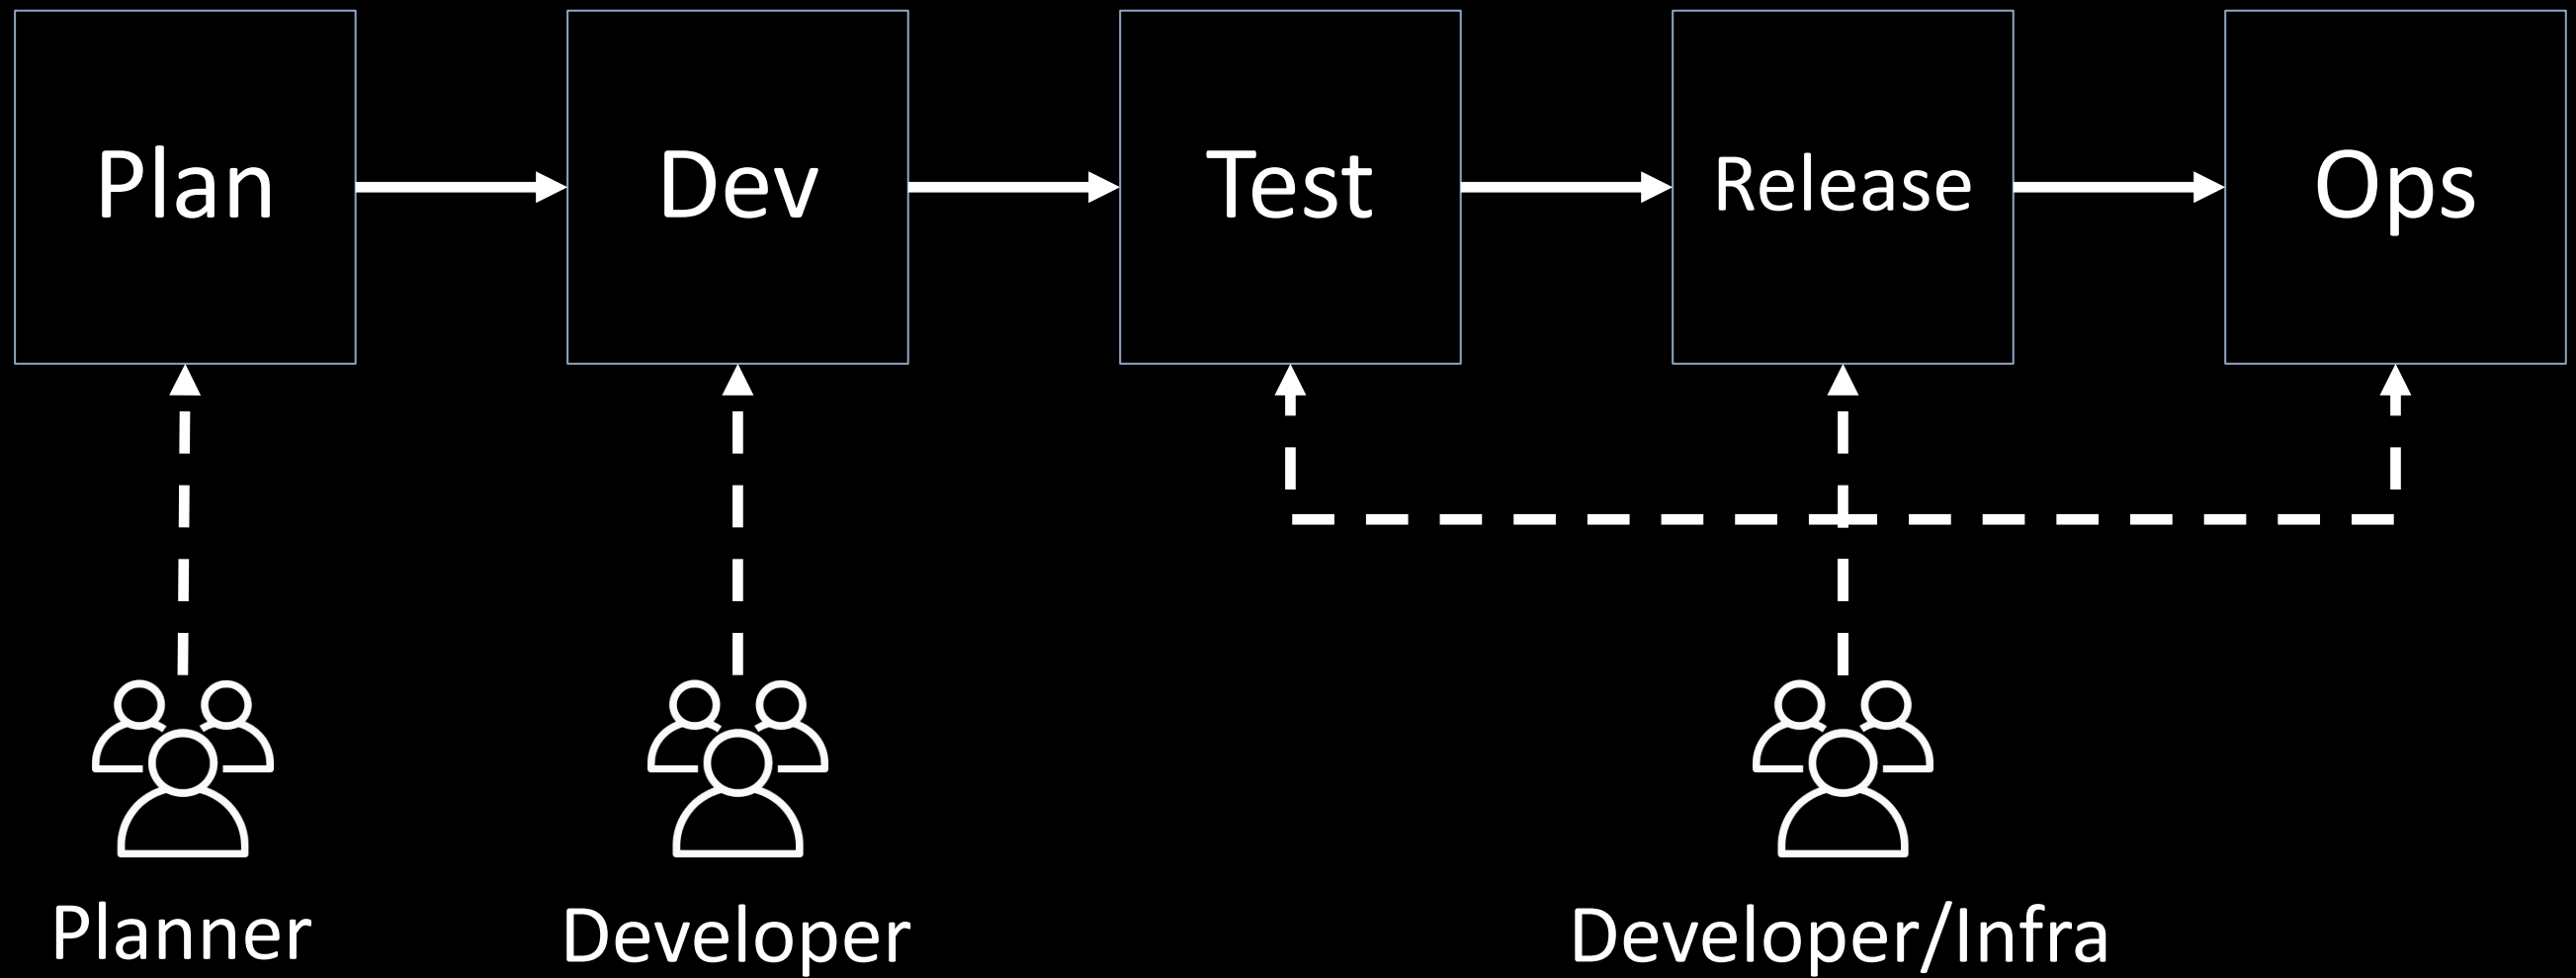 Plan
Dev
Test
Release
Ops
Planner
Developer
Developer/Infra